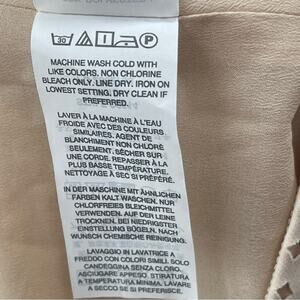 30 P
MACHINE WASH COLD WITH
LIKE COLORS. NON CHLORINE
BLEACH ONLY. LINE DRY. IRON ON
LOWEST SETTING. DRY CLEAN IF
PREFERRED.
LAVER À LA MACHINE À L'EAU
FROIDE AVEC DES COULEURS
SIMILAIRES. AGENT DE
BLANCHIMENT NON CHLORÉ
SEULEMENT. SÉCHER SUR
UNE CORDE. REPASSER À LA
PLUS BASSE TEMPÉRATURE.
NETTOYAGE À SEC SI PRÉFÉRÉ.
IN DER MASCHINE MIT ÄHNLICHEN
FARBEN KALT WASCHEN. NUR
CHLORFREIES BLEICHMITTEL
VERWENDEN. AUF DER LEINE
TROCKNEN. BEI NIEDRIGSTEN
EINSTELLUNG BÜGELN. NACH
WUNSCH CHEMISCHE REINIGUNG.
LAVAGGIO IN LAVATRICE A
FREDDO CON COLORI SIMILI. SOLO
CANDEGGINA SENZA CLORO.
ASCIUGARE STESO. STIRATURA A
BASSA TEMPERATURA. LAVARE
A SECCO SE SI PREFERISCE.